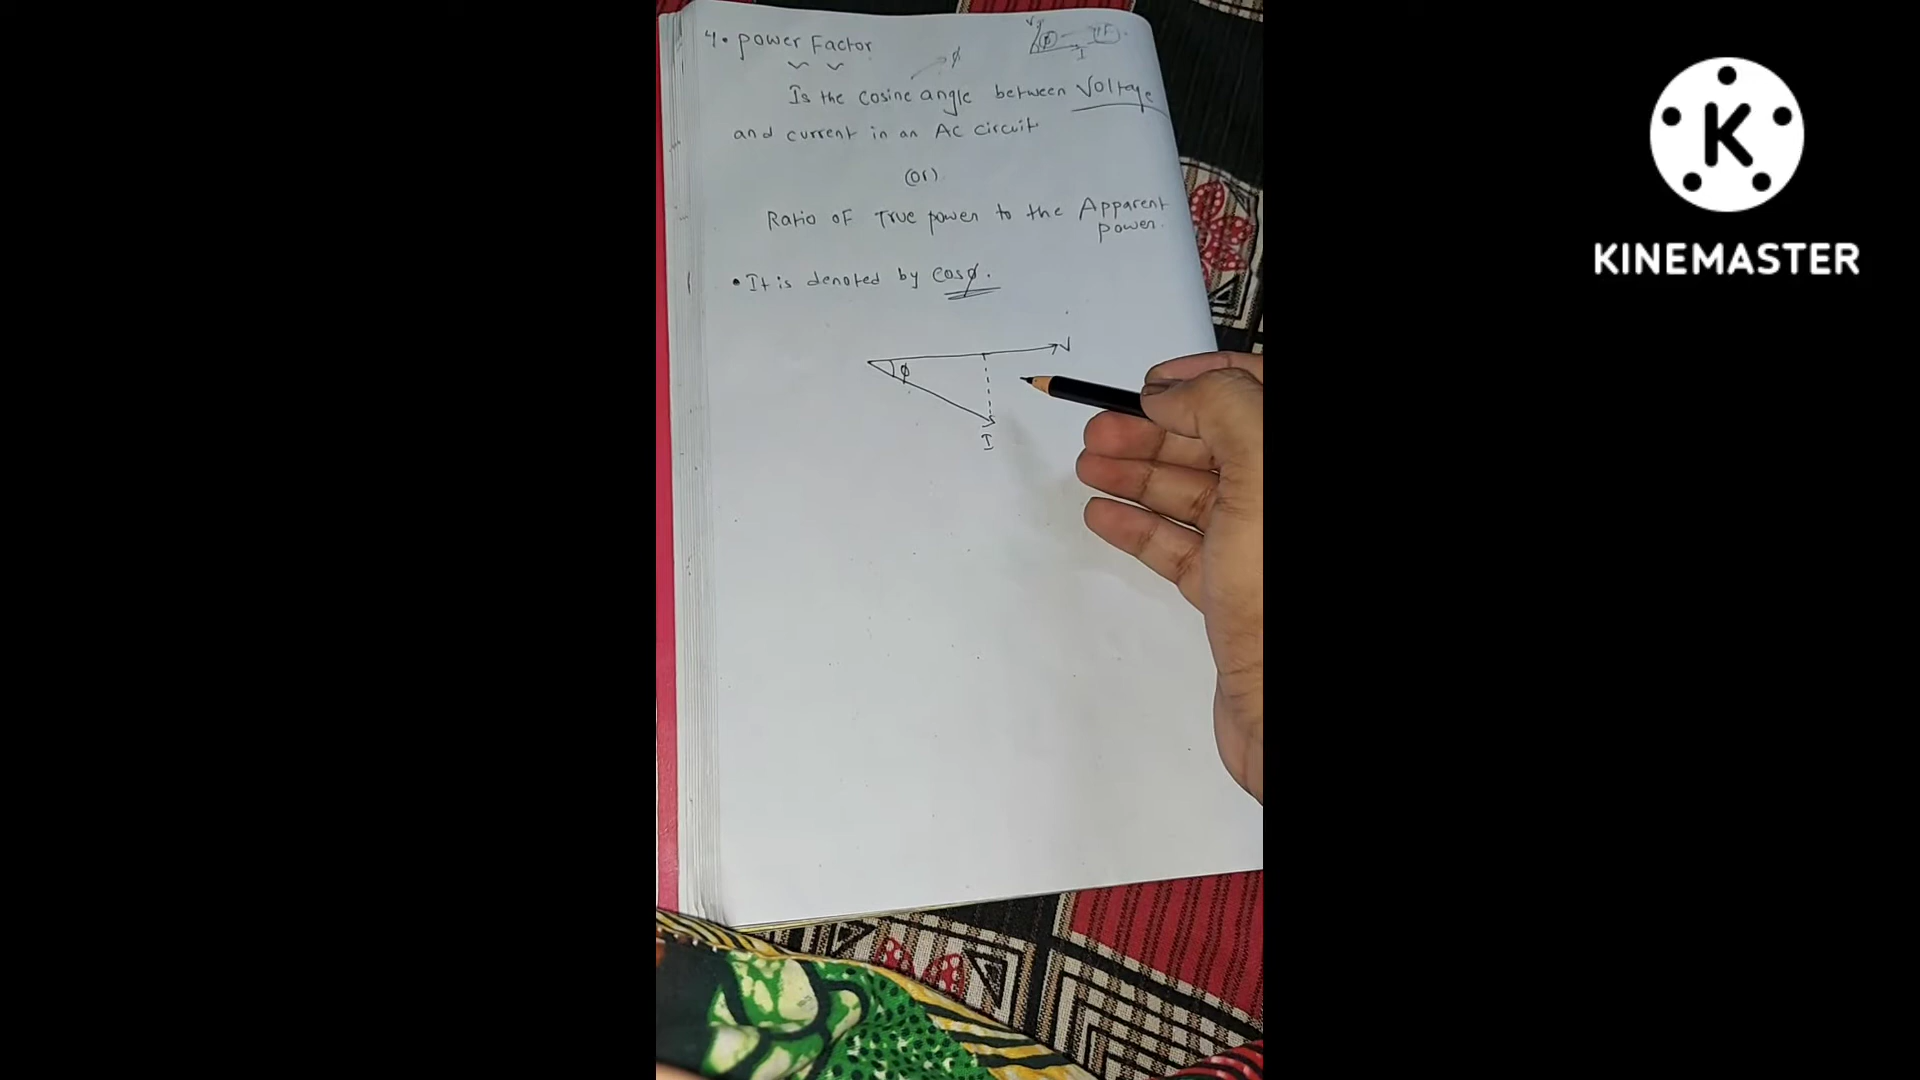 4. Power Factor
V
φ
PF
I
φ
Is the cosine angle between Voltage
and current in an AC circuit
(or)
Ratio of True power to the Apparent
power.
• It is denoted by cosφ.
V
φ
I
K
KINEMASTER